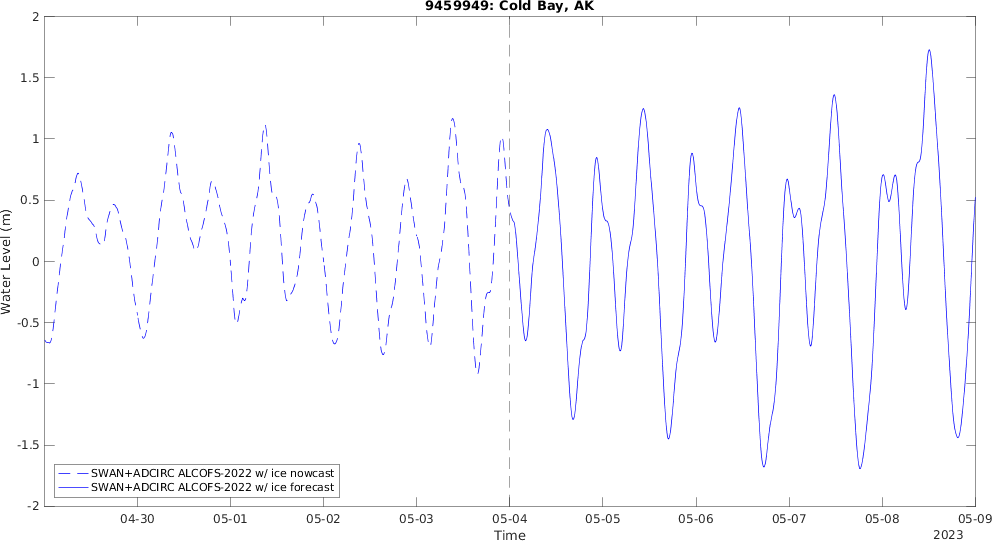 9459949: Cold Bay, AK
2
1.5
1
0.5
0
-0.5
-1
-1.5
-2
Water Level (m)
SWAN+ADCIRC ALCOFS-2022 w/ ice nowcast
SWAN+ADCIRC ALCOFS-2022 w/ ice forecast
04-30 05-01 05-02 05-03 05-04 05-05 05-06 05-07 05-08 05-09
Time
2023